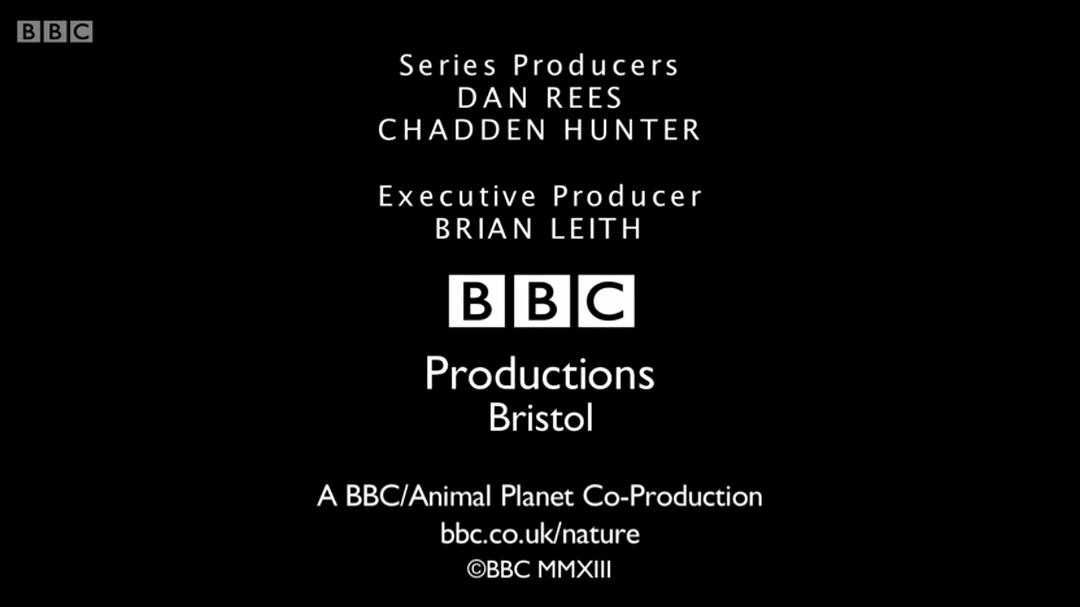 BBC
Series Producers
DAN REES
CHADDEN HUNTER
Executive Producer
BRIAN LEITH
BBC
Productions
Bristol
A BBC/Animal Planet Co-Production
bbc.co.uk/nature
©BBC MMXIII